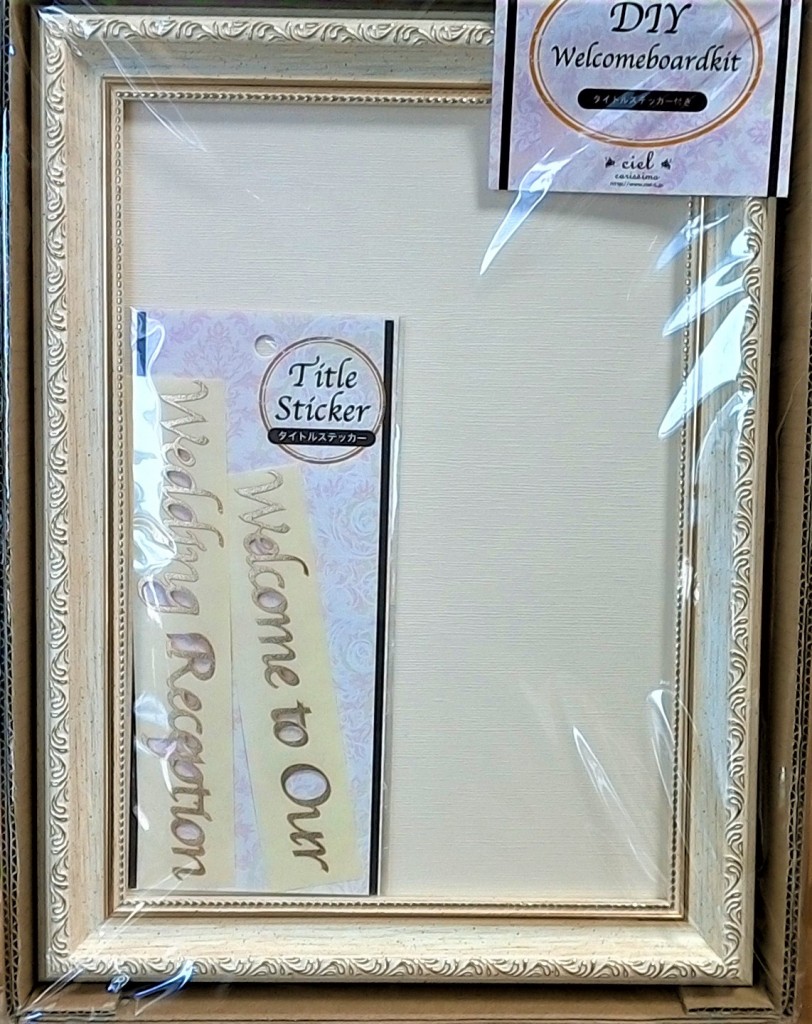 DIY
Welcomeboardkit
タイトルステッカー付き
ciel
carissimo
Title
Sticker
タイトルステッカー
Welcome to Our
Wedding Reception